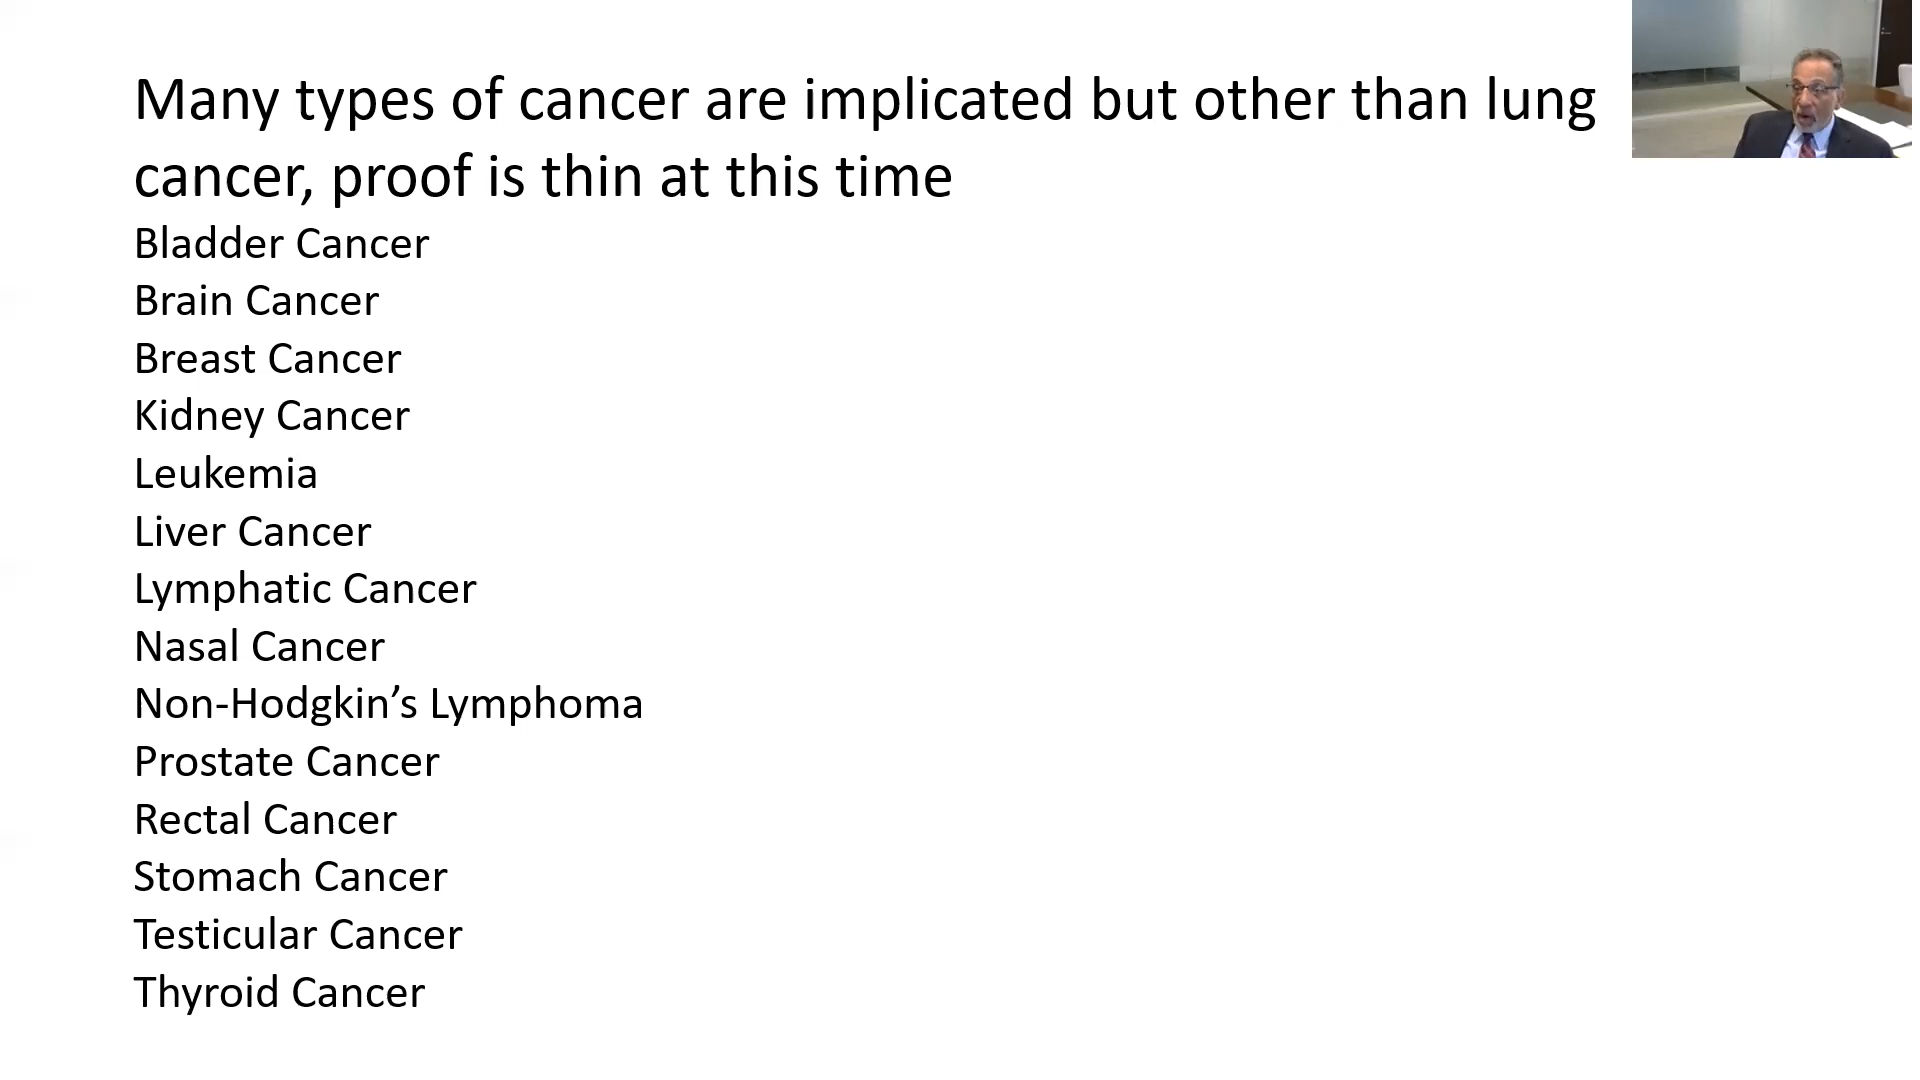 Many types of cancer are implicated but other than lung
cancer, proof is thin at this time
Bladder Cancer
Brain Cancer
Breast Cancer
Kidney Cancer
Leukemia
Liver Cancer
Lymphatic Cancer
Nasal Cancer
Non-Hodgkin’s Lymphoma
Prostate Cancer
Rectal Cancer
Stomach Cancer
Testicular Cancer
Thyroid Cancer